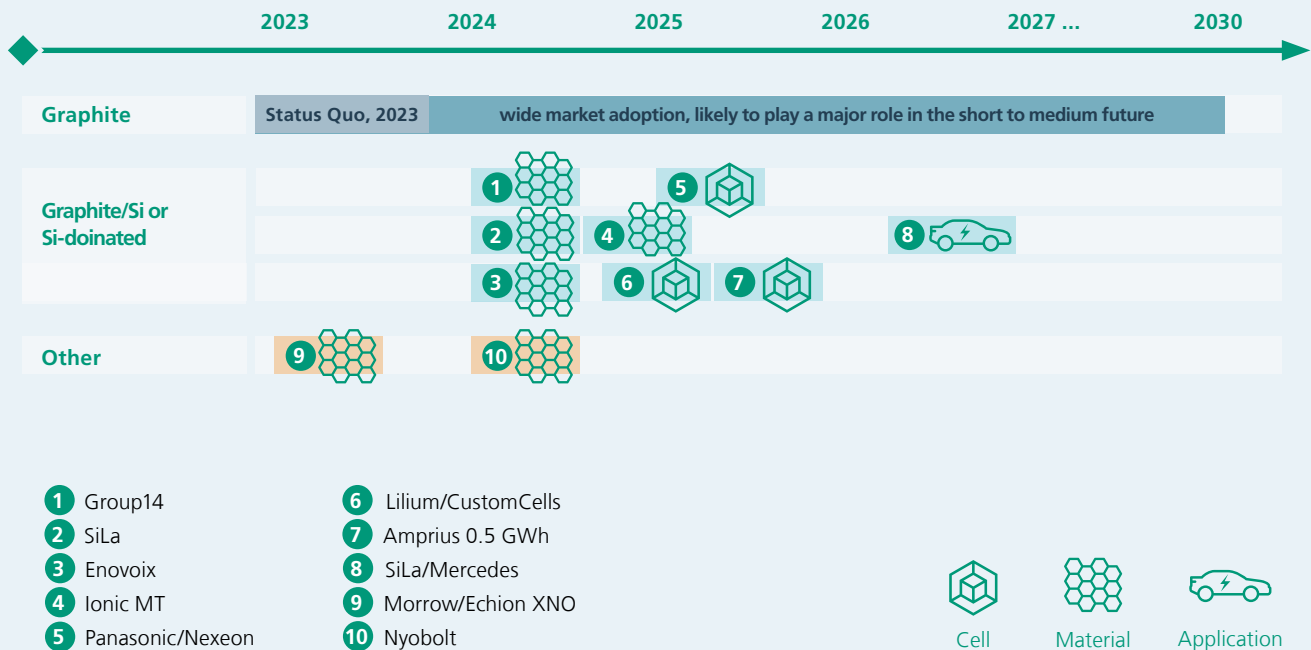 2023 2024 2025 2026 2027 ... 2030
Graphite Status Quo, 2023 wide market adoption, likely to play a major role in the short to medium future
1 5
Graphite/Si or
Si-doinated
2 4 8
3 6 7
Other 9 10
1 Group14
2 SiLa
3 Enovoix
4 Ionic MT
5 Panasonic/Nexeon
6 Lilium/CustomCells
7 Amprius 0.5 GWh
8 SiLa/Mercedes
9 Morrow/Echion XNO
10 Nyobolt
Cell Material Application